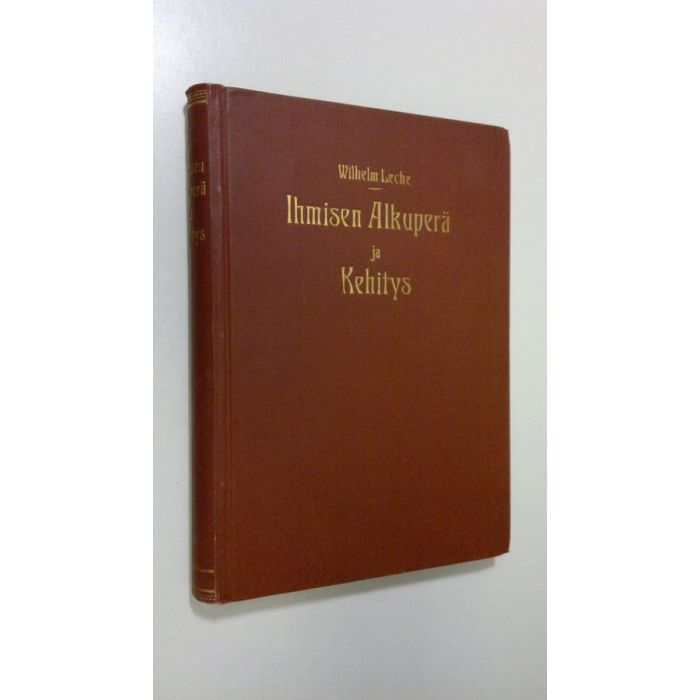 Wilhelm Leche
Ihmisen Alkuperä
ja
Kehitys